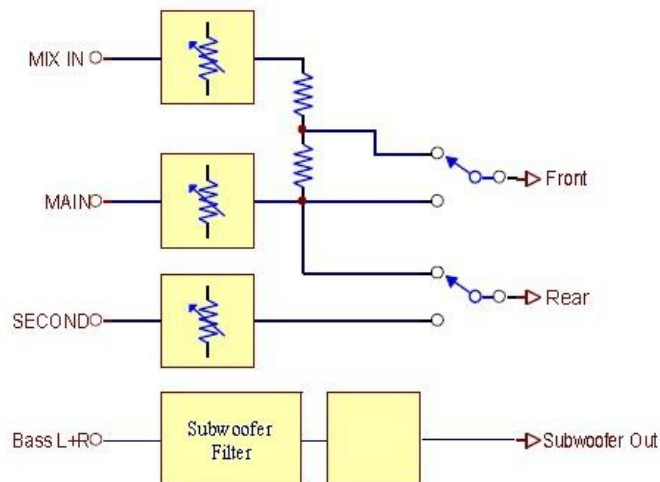 MIX IN
Front
MAIN
Rear
SECOND
Bass L+R
Subwoofer
Filter
Subwoofer Out